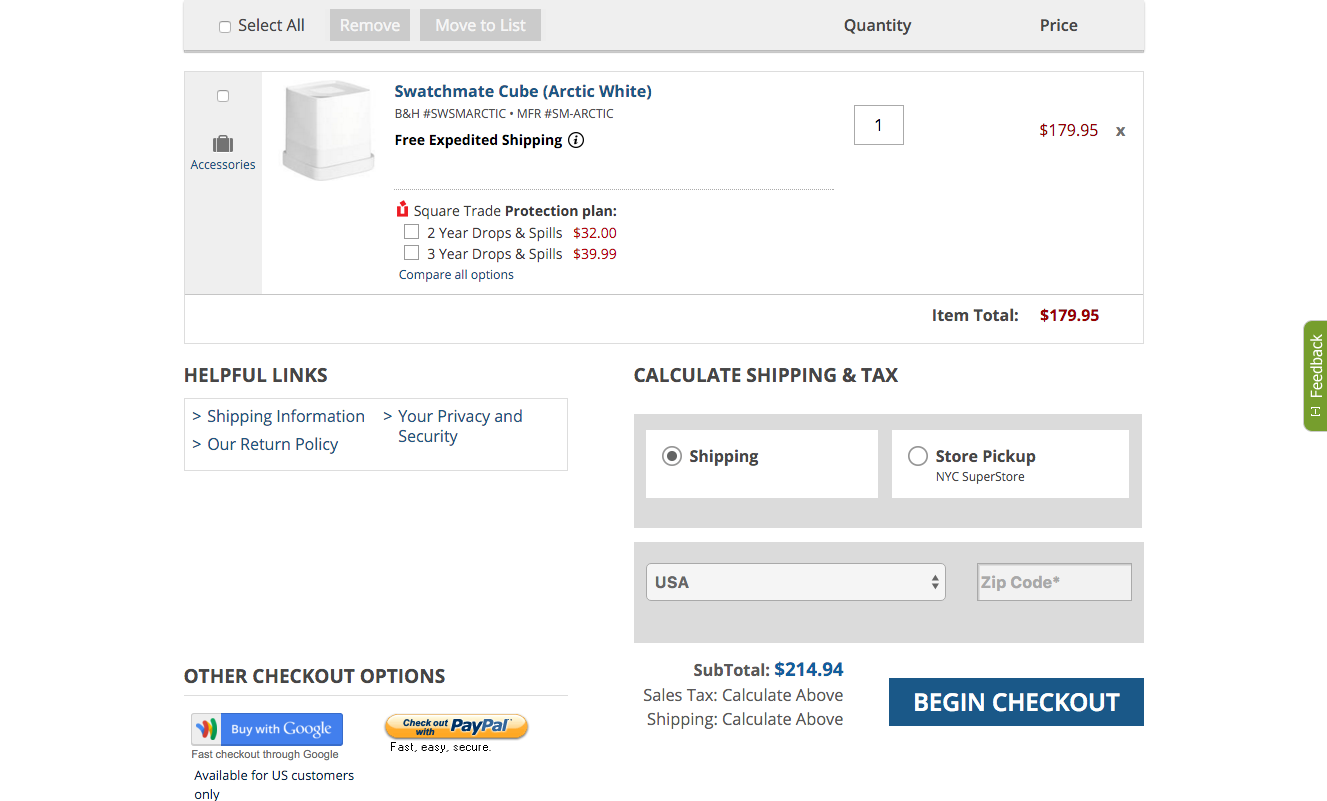 Select All Remove Move to List Quantity Price
Swatchmate Cube (Arctic White)
B&H #SWSMARCTIC • MFR #SM-ARCTIC
Free Expedited Shipping i
1
$179.95 x
Accessories
Square Trade Protection plan:
2 Year Drops & Spills $32.00
3 Year Drops & Spills $39.99
Compare all options
Item Total: $179.95
HELPFUL LINKS
> Shipping Information
> Our Return Policy
> Your Privacy and
Security
CALCULATE SHIPPING & TAX
Shipping
Store Pickup
NYC SuperStore
USA
Zip Code*
SubTotal: $214.94
Sales Tax: Calculate Above
Shipping: Calculate Above
BEGIN CHECKOUT
OTHER CHECKOUT OPTIONS
Buy with Google
Fast checkout through Google
Available for US customers
only
Check out
with PayPal
Fast, easy, secure.
[-] Feedback